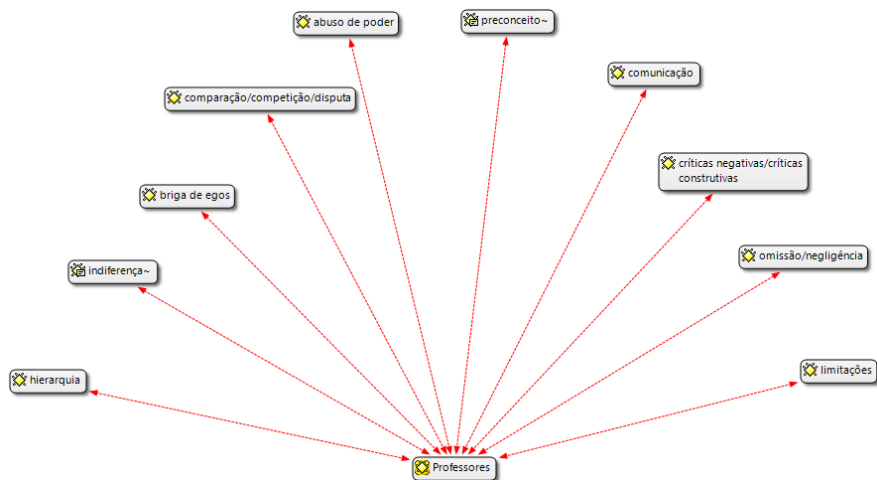 abuso de poder
preconceito~
comunicação
comparação/competição/disputa
críticas negativas/críticas
construtivas
briga de egos
omissão/negligência
indiferença~
limitações
hierarquia
Professores